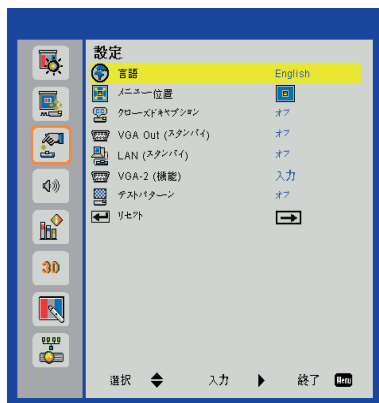 設定
言語 English
メニュー位置
クローズドキャプション オフ
VGA Out (スタンバイ) オフ
LAN (スタンバイ) オフ
VGA-2 (機能) 入力
テストパターン オフ
リセット
3D
選択 入力 終了 Menu